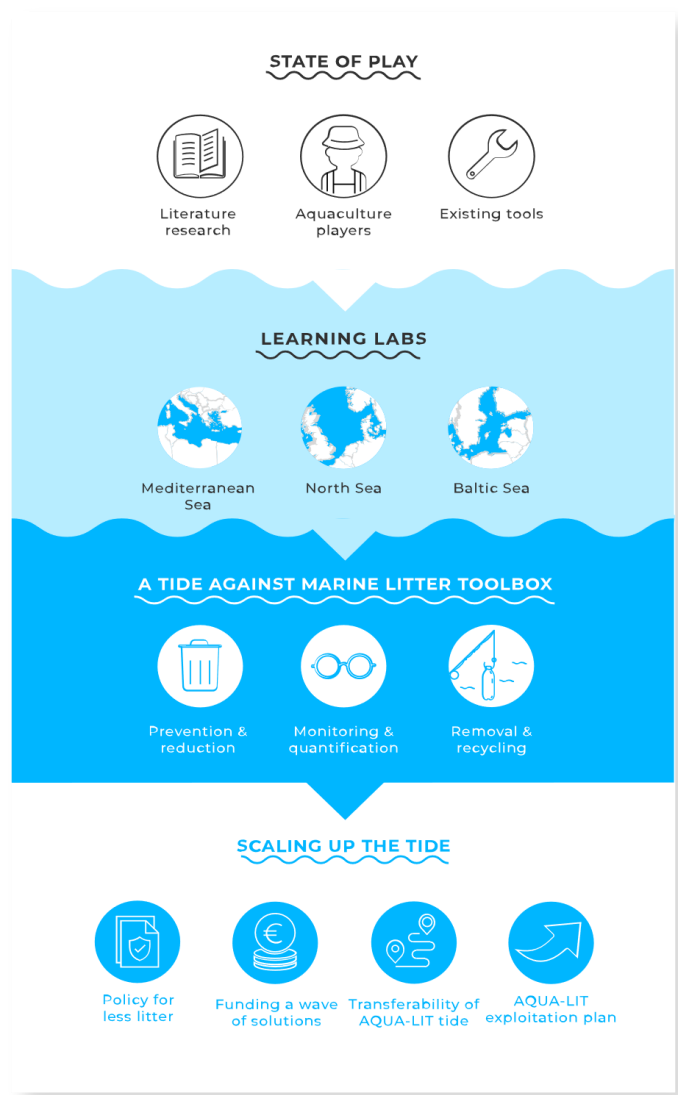 STATE OF PLAY
Literature
research
Aquaculture
players
Existing tools
LEARNING LABS
Mediterranean
Sea
North Sea
Baltic Sea
A TIDE AGAINST MARINE LITTER TOOLBOX
Prevention &
reduction
Monitoring &
quantification
Removal &
recycling
SCALING UP THE TIDE
Policy for
less litter
€
Funding a wave
of solutions
Transferability of
AQUA-LIT tide
AQUA-LIT
exploitation plan